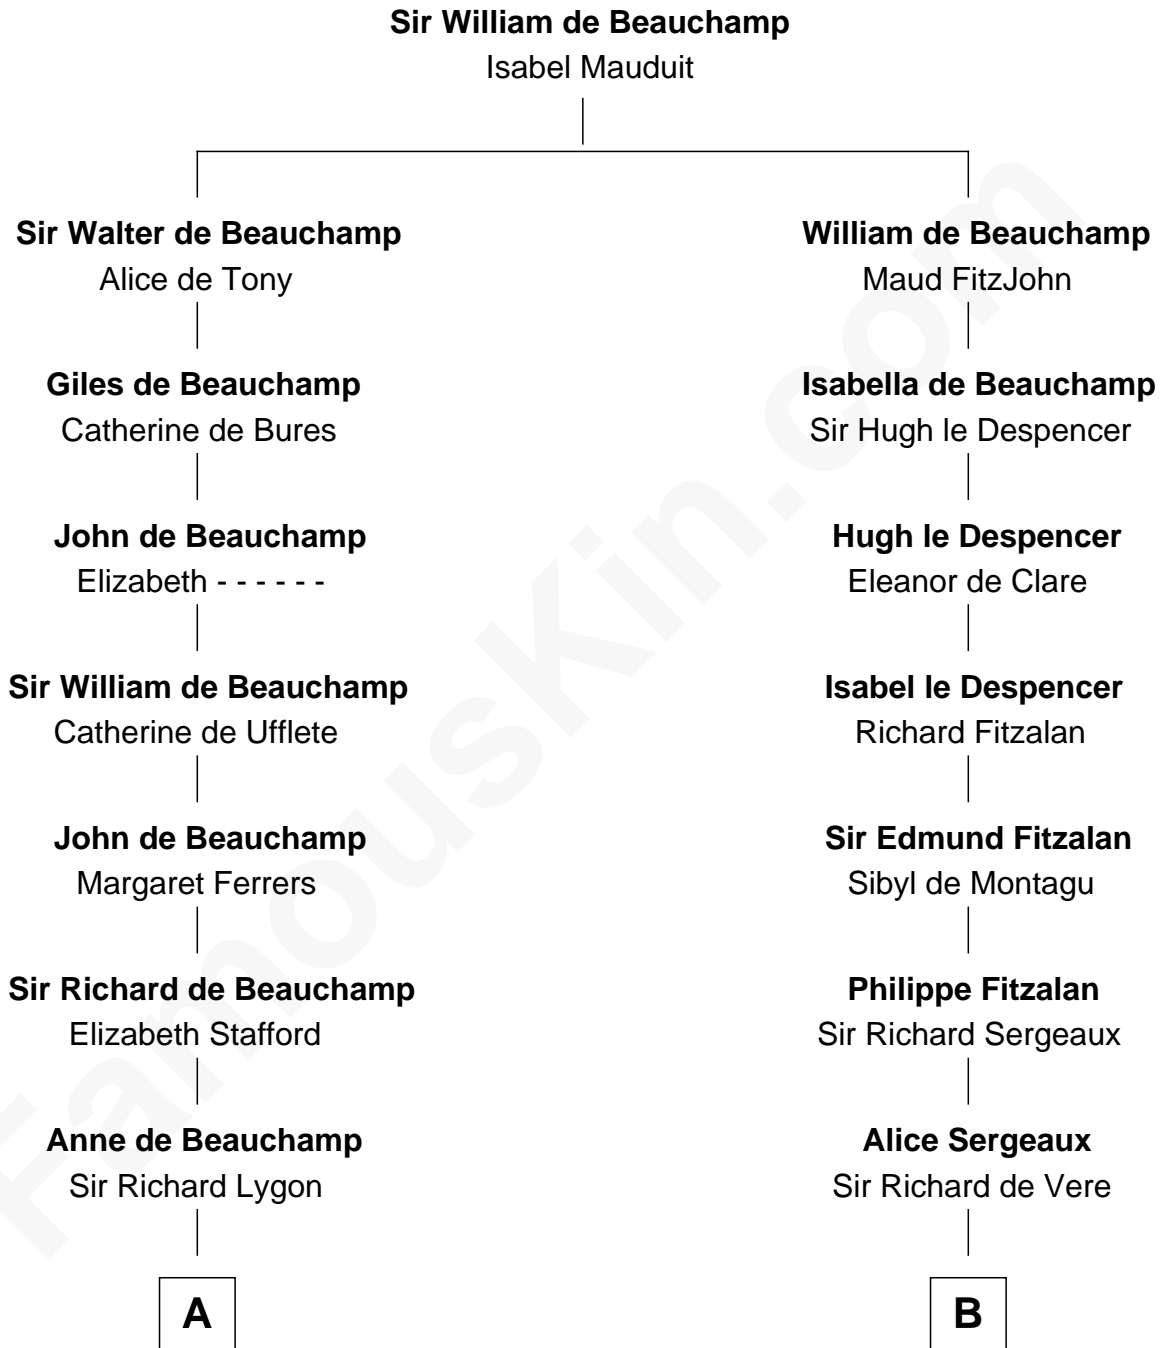 Sir William de Beauchamp
Isabel Mauduit
Sir Walter de Beauchamp
Alice de Tony
William de Beauchamp
Maud FitzJohn
Giles de Beauchamp
Catherine de Bures
Isabella de Beauchamp
Sir Hugh le Despencer
John de Beauchamp
Elizabeth - - - - - -
Hugh le Despencer
Eleanor de Clare
Sir William de Beauchamp
Catherine de Ufflete
Isabel le Despencer
Richard Fitzalan
John de Beauchamp
Margaret Ferrers
Sir Edmund Fitzalan
Sibyl de Montagu
Sir Richard de Beauchamp
Elizabeth Stafford
Philippe Fitzalan
Sir Richard Sergeaux
Anne de Beauchamp
Sir Richard Lygon
Alice Sergeaux
Sir Richard de Vere
A
B
FamousKin.com